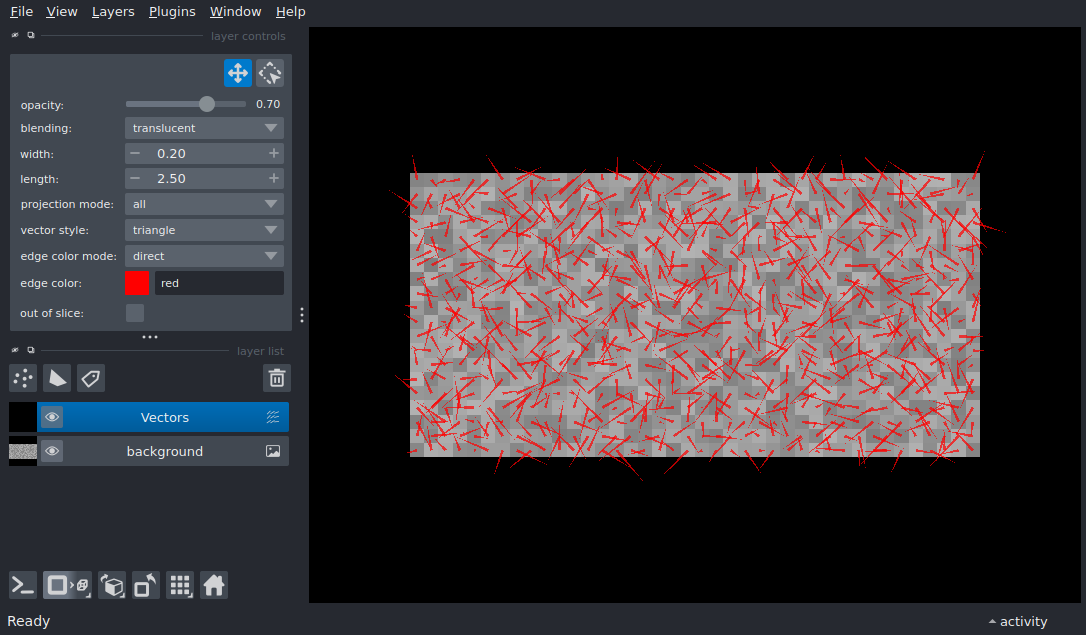 File View Layers Plugins Window Help
layer controls
opacity: 0.70
blending: translucent
width: 0.20
length: 2.50
projection mode: all
vector style: triangle
edge color mode: direct
edge color: red
out of slice:
layer list
Vectors
background
Ready
activity